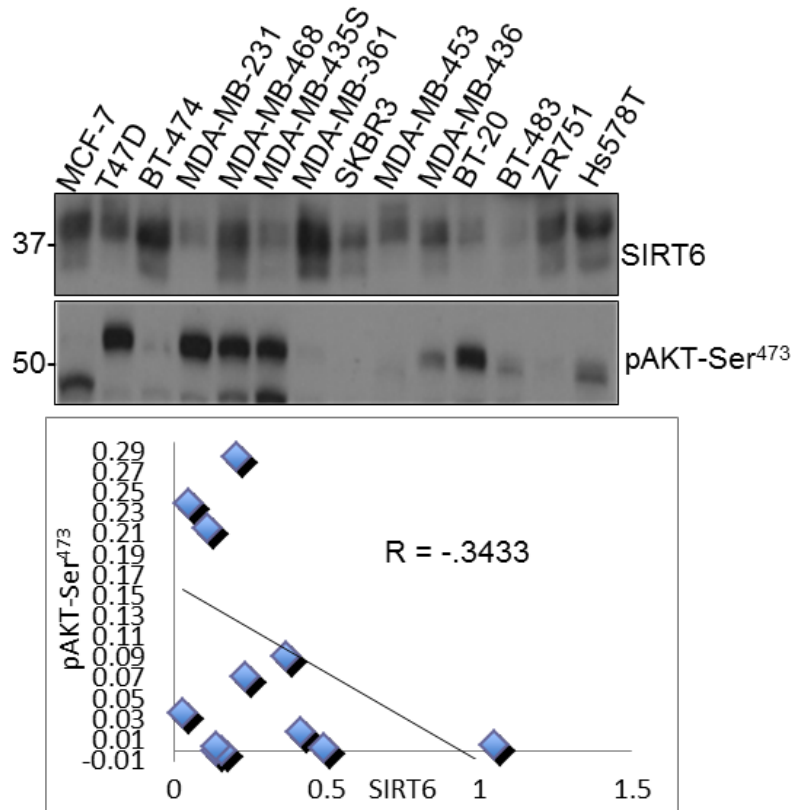 MCF-7
T47D
BT-474
MDA-MB-231
MDA-MB-468
MDA-MB-435S
MDA-MB-361
SKBR3
MDA-MB-453
MDA-MB-436
BT-20
BT-483
ZR751
Hs578T
37-
SIRT6
50-
pAKT-Ser473
0.29
0.27
0.25
0.23
0.21
0.19
0.17
0.15
0.13
0.11
0.09
0.07
0.05
0.03
0.01
-0.01
pAKT-Ser473
R = -.3433
0 0.5 SIRT6 1 1.5